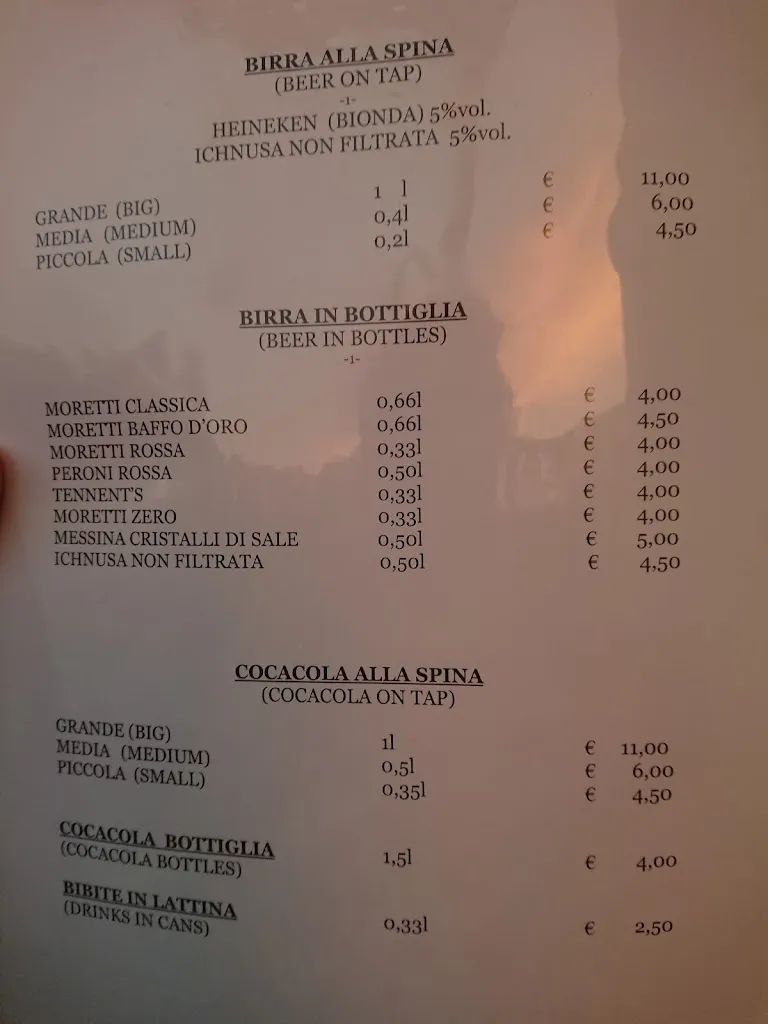 BIRRA ALLA SPINA
(BEER ON TAP)
-1-
HEINEKEN (BIONDA) 5%vol.
ICHNUSA NON FILTRATA 5%vol.
GRANDE (BIG) 1 l € 11,00
MEDIA (MEDIUM) 0,4l € 6,00
PICCOLA (SMALL) 0,2l € 4,50
BIRRA IN BOTTIGLIA
(BEER IN BOTTLES)
-1-
MORETTI CLASSICA 0,66l € 4,00
MORETTI BAFFO D'ORO 0,66l € 4,50
MORETTI ROSSA 0,33l € 4,00
PERONI ROSSA 0,50l € 4,00
TENNENT'S 0,33l € 4,00
MORETTI ZERO 0,33l € 4,00
MESSINA CRISTALLI DI SALE 0,50l € 5,00
ICHNUSA NON FILTRATA 0,50l € 4,50
COCACOLA ALLA SPINA
(COCACOLA ON TAP)
GRANDE (BIG) 1l € 11,00
MEDIA (MEDIUM) 0,5l € 6,00
PICCOLA (SMALL) 0,35l € 4,50
COCACOLA BOTTIGLIA
(COCACOLA BOTTLES) 1,5l € 4,00
BIBITE IN LATTINA
(DRINKS IN CANS) 0,33l € 2,50